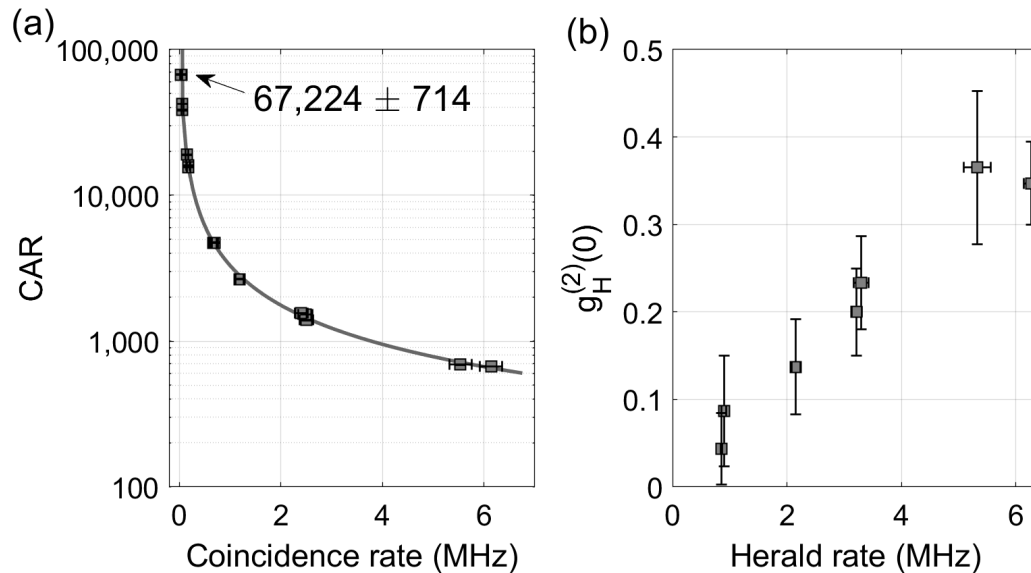 (a)
100,000
10,000
1,000
100
CAR
67,224 ± 714
0 2 4 6
Coincidence rate (MHz)
(b)
0.5
0.4
0.3
0.2
0.1
0
g_H^(2)(0)
0 2 4 6
Herald rate (MHz)